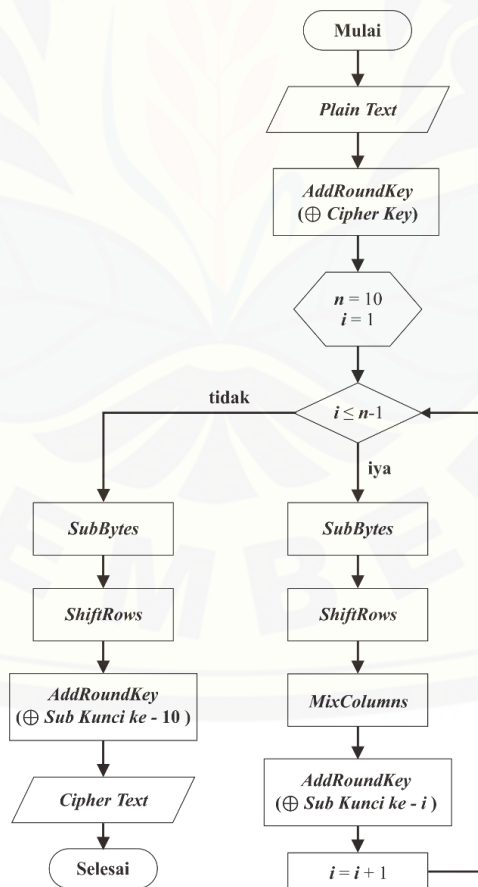 Mulai
Plain Text
AddRoundKey
(⊕ Cipher Key)
n = 10
i = 1
i ≤ n-1
tidak
iya
SubBytes
ShiftRows
AddRoundKey
(⊕ Sub Kunci ke - 10 )
Cipher Text
Selesai
SubBytes
ShiftRows
MixColumns
AddRoundKey
(⊕ Sub Kunci ke - i )
i = i + 1